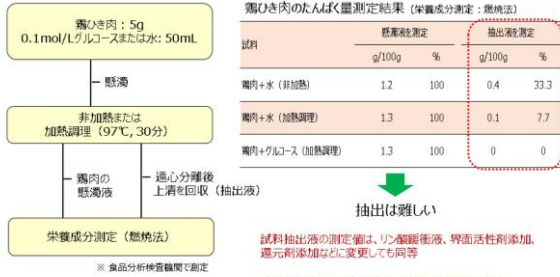 鶏ひき肉：5g
0.1mol/Lグルコースまたは水：50mL
懸濁
非加熱または
加熱調理（97℃, 30分）
鶏肉の
懸濁液
遠心分離後
上清を回収（抽出液）
栄養成分測定（燃焼法）
※ 食品分析検査機関で測定
鶏ひき肉のたんぱく量測定結果（栄養成分測定：燃焼法）
試料 懸濁液を測定 抽出液を測定
g/100g % g/100g %
鶏肉＋水（非加熱） 1.2 100 0.4 33.3
鶏肉＋水（加熱調理） 1.3 100 0.1 7.7
鶏肉＋グルコース（加熱調理） 1.3 100 0 0
抽出は難しい
試料抽出液の測定値は、リン酸緩衝液、界面活性剤添加、
還元剤添加などに変更しても同等